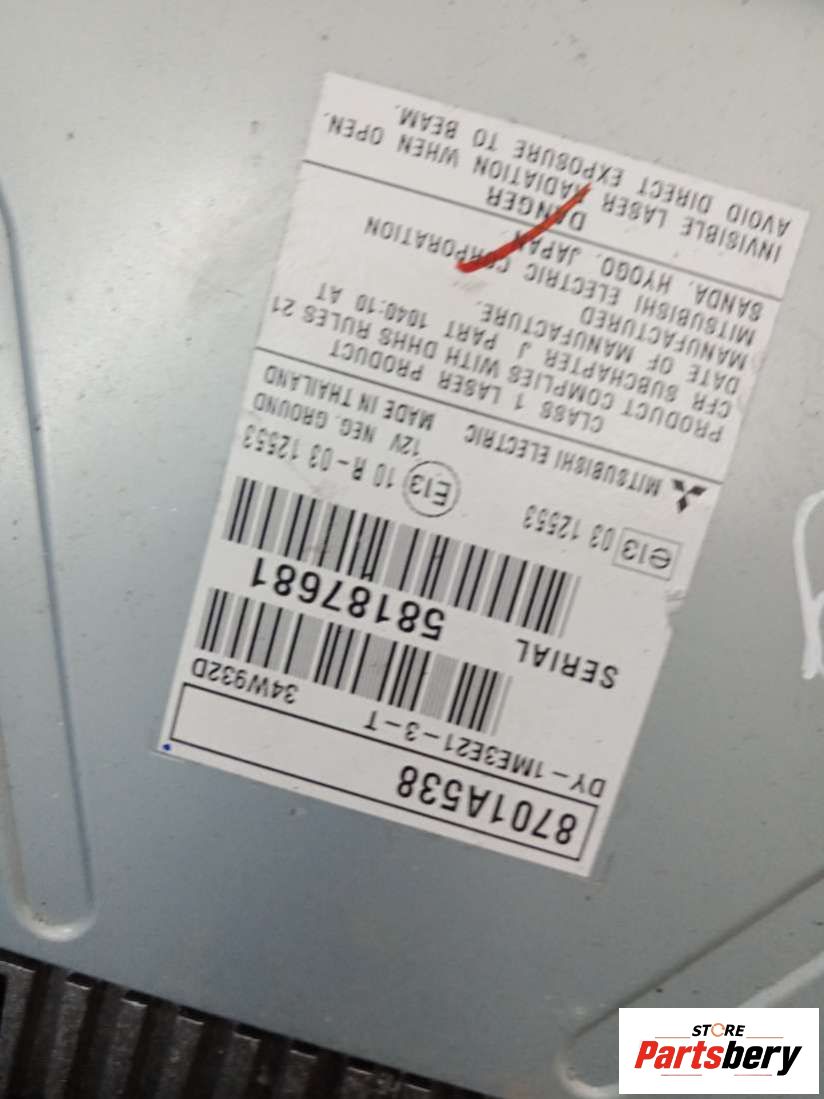 8701A538
DY-1ME3E21-3-T 34W932D
SERIAL 58187681
e13 03 12553 E13 10 R-03 12553
12V NEG. GROUND
MITSUBISHI ELECTRIC MADE IN THAILAND
CLASS 1 LASER PRODUCT
PRODUCT COMPLIES WITH DHHS RULES 21
CFR SUBCHAPTER J PART 1040:10 AT
DATE OF MANUFACTURE.
MANUFACTURED
MITSUBISHI ELECTRIC CORPORATION
SANDA, HYOGO, JAPAN
DANGER
INVISIBLE LASER RADIATION WHEN OPEN.
AVOID DIRECT EXPOSURE TO BEAM.
STORE
Partsbery